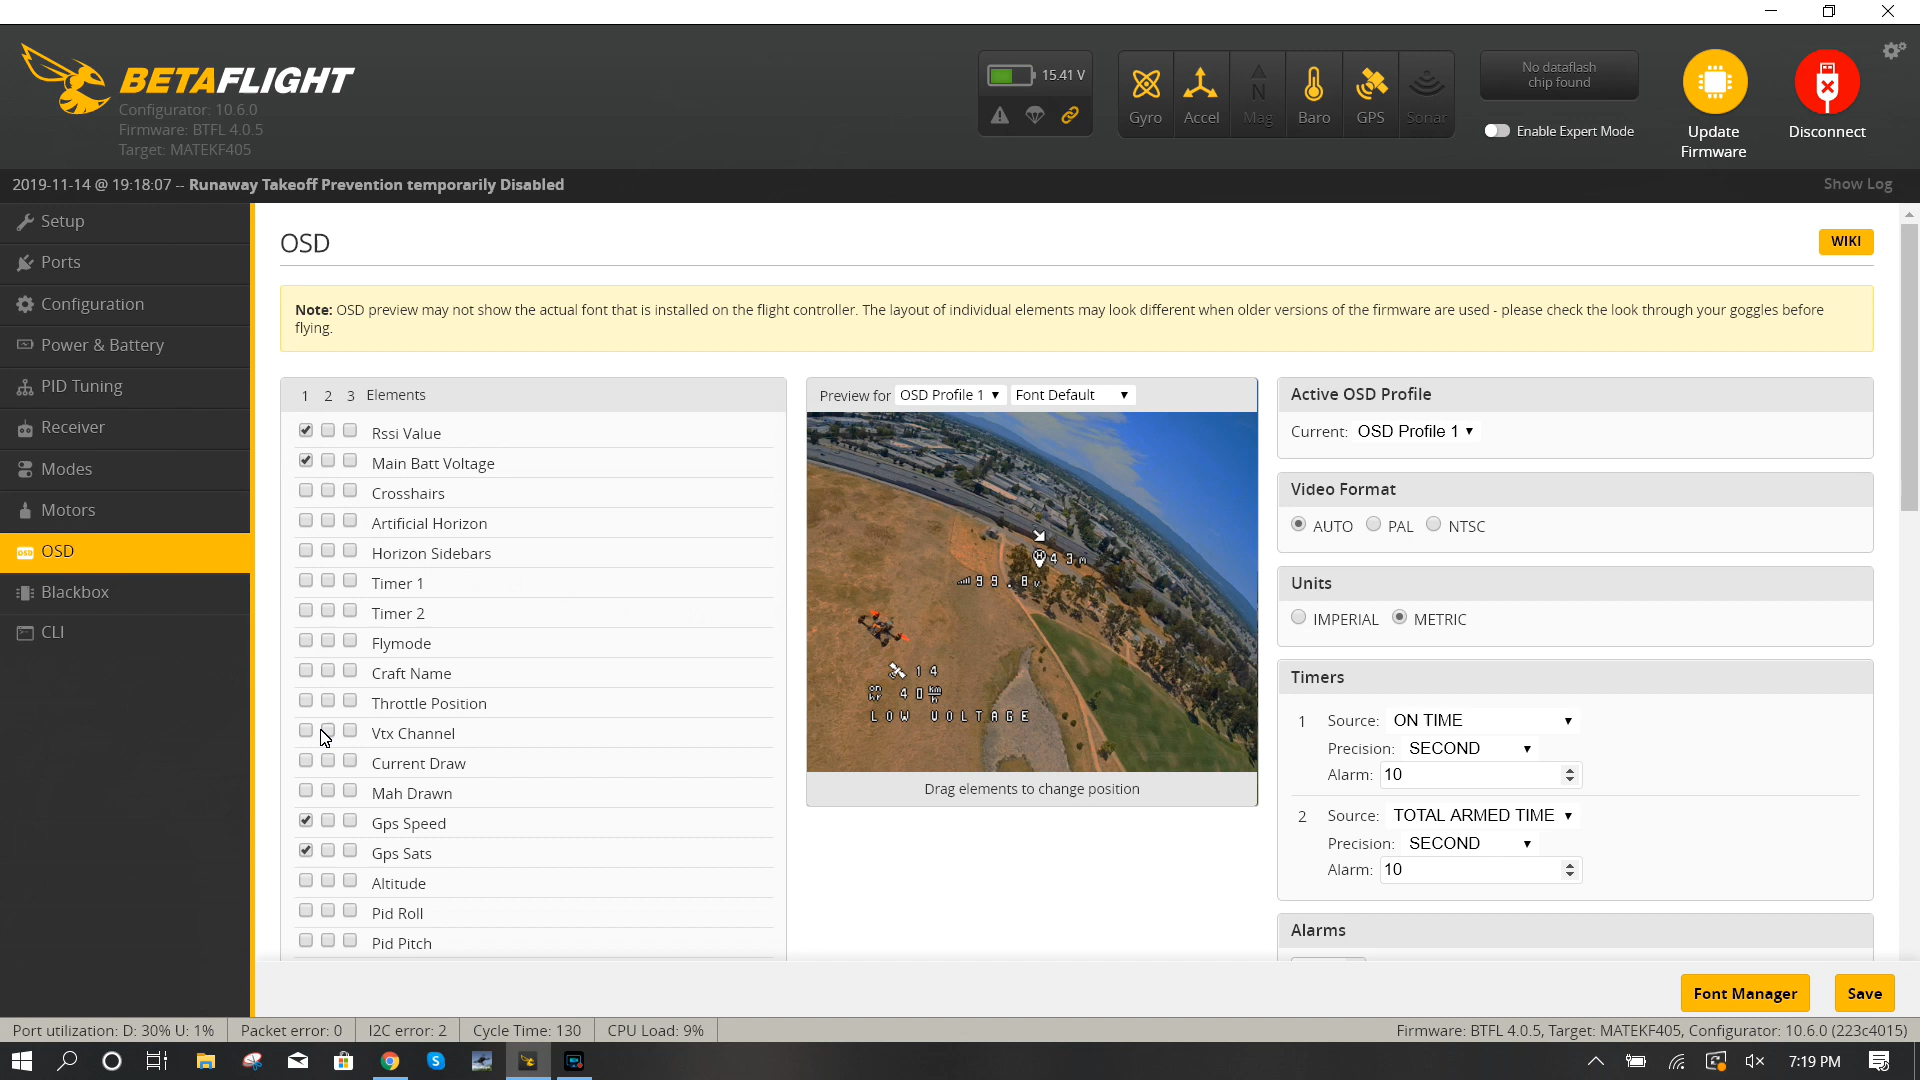 BETAFLIGHT
Configurator: 10.6.0
Firmware: BTFL 4.0.5
Target: MATEKF405
15.41 V
Gyro
Accel
N
Mag
Baro
GPS
Sonar
No dataflash
chip found
Enable Expert Mode
Update
Firmware
Disconnect
2019-11-14 @ 19:18:07 -- Runaway Takeoff Prevention temporarily Disabled
Show Log
Setup
Ports
Configuration
Power & Battery
PID Tuning
Receiver
Modes
Motors
OSD
Blackbox
CLI
OSD
WIKI
Note: OSD preview may not show the actual font that is installed on the flight controller. The layout of individual elements may look different when older versions of the firmware are used - please check the look through your goggles before
flying.
1 2 3 Elements
Rssi Value
Main Batt Voltage
Crosshairs
Artificial Horizon
Horizon Sidebars
Timer 1
Timer 2
Flymode
Craft Name
Throttle Position
Vtx Channel
Current Draw
Mah Drawn
Gps Speed
Gps Sats
Altitude
Pid Roll
Pid Pitch
Preview for OSD Profile 1 Font Default
H 43m
99.8v
14
on hr 40 km hr
LOW VOLTAGE
Drag elements to change position
Active OSD Profile
Current: OSD Profile 1
Video Format
AUTO PAL NTSC
Units
IMPERIAL METRIC
Timers
1 Source: ON TIME
Precision: SECOND
Alarm: 10
2 Source: TOTAL ARMED TIME
Precision: SECOND
Alarm: 10
Alarms
Font Manager
Save
Port utilization: D: 30% U: 1%
Packet error: 0
I2C error: 2
Cycle Time: 130
CPU Load: 9%
Firmware: BTFL 4.0.5, Target: MATEKF405, Configurator: 10.6.0 (223c4015)
7:19 PM